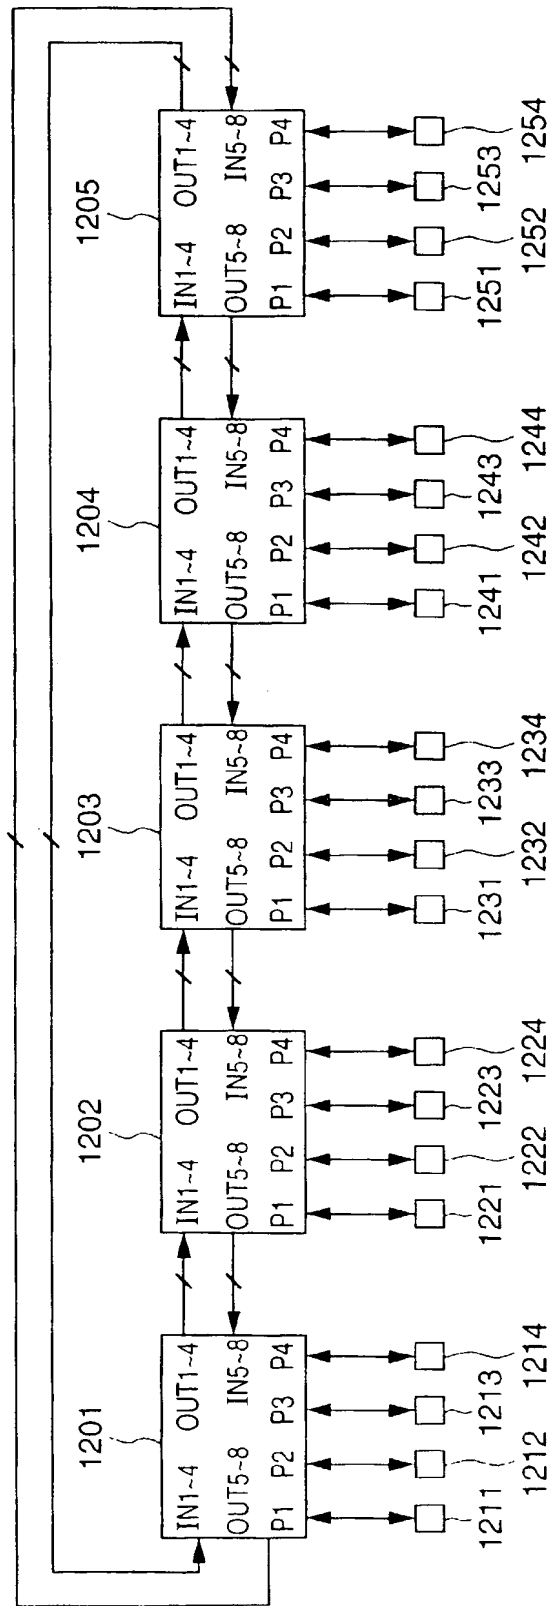 1201
IN1~4 OUT1~4
OUT5~8 IN5~8
P1 P2 P3 P4
1211 1212 1213 1214
1202
IN1~4 OUT1~4
OUT5~8 IN5~8
P1 P2 P3 P4
1221 1222 1223 1224
1203
IN1~4 OUT1~4
OUT5~8 IN5~8
P1 P2 P3 P4
1231 1232 1233 1234
1204
IN1~4 OUT1~4
OUT5~8 IN5~8
P1 P2 P3 P4
1241 1242 1243 1244
1205
IN1~4 OUT1~4
OUT5~8 IN5~8
P1 P2 P3 P4
1251 1252 1253 1254